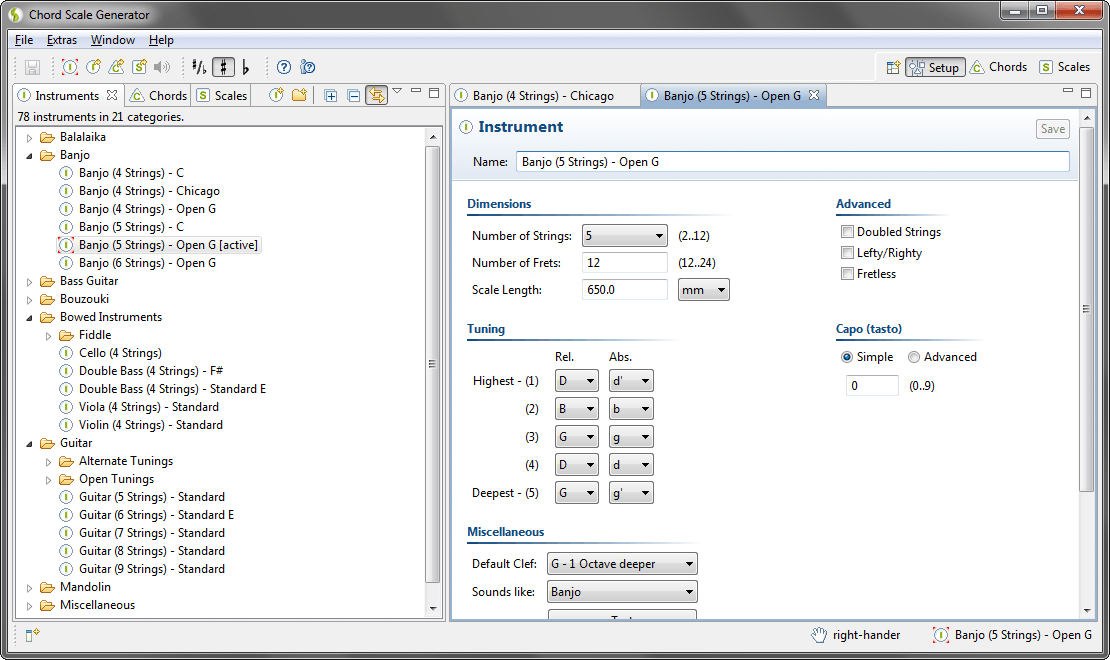 Chord Scale Generator
File Extras Window Help
Setup Chords Scales
Instruments Chords Scales
78 instruments in 21 categories.
Balalaika
Banjo
Banjo (4 Strings) - C
Banjo (4 Strings) - Chicago
Banjo (4 Strings) - Open G
Banjo (5 Strings) - C
Banjo (5 Strings) - Open G [active]
Banjo (6 Strings) - Open G
Bass Guitar
Bouzouki
Bowed Instruments
Fiddle
Cello (4 Strings)
Double Bass (4 Strings) - F#
Double Bass (4 Strings) - Standard E
Viola (4 Strings) - Standard
Violin (4 Strings) - Standard
Guitar
Alternate Tunings
Open Tunings
Guitar (5 Strings) - Standard
Guitar (6 Strings) - Standard E
Guitar (7 Strings) - Standard
Guitar (8 Strings) - Standard
Guitar (9 Strings) - Standard
Mandolin
Miscellaneous
Banjo (4 Strings) - Chicago Banjo (5 Strings) - Open G
Instrument Save
Name: Banjo (5 Strings) - Open G
Dimensions
Number of Strings: 5 (2..12)
Number of Frets: 12 (12..24)
Scale Length: 650.0 mm
Advanced
Doubled Strings
Lefty/Righty
Fretless
Tuning
Rel. Abs.
Highest - (1) D d'
(2) B b
(3) G g
(4) D d
Deepest - (5) G g'
Capo (tasto)
Simple Advanced
0 (0..9)
Miscellaneous
Default Clef: G - 1 Octave deeper
Sounds like: Banjo
right-hander Banjo (5 Strings) - Open G